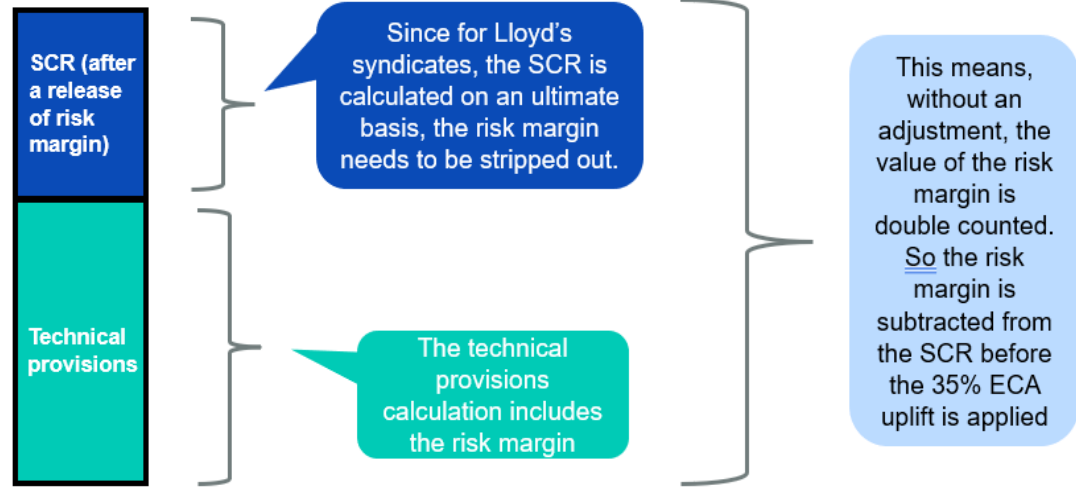 SCR (after
a release
of risk
margin)
Since for Lloyd's
syndicates, the SCR is
calculated on an ultimate
basis, the risk margin
needs to be stripped out.
Technical
provisions
The technical
provisions
calculation includes
the risk margin
This means,
without an
adjustment, the
value of the risk
margin is
double counted.
So the risk
margin is
subtracted from
the SCR before
the 35% ECA
uplift is applied